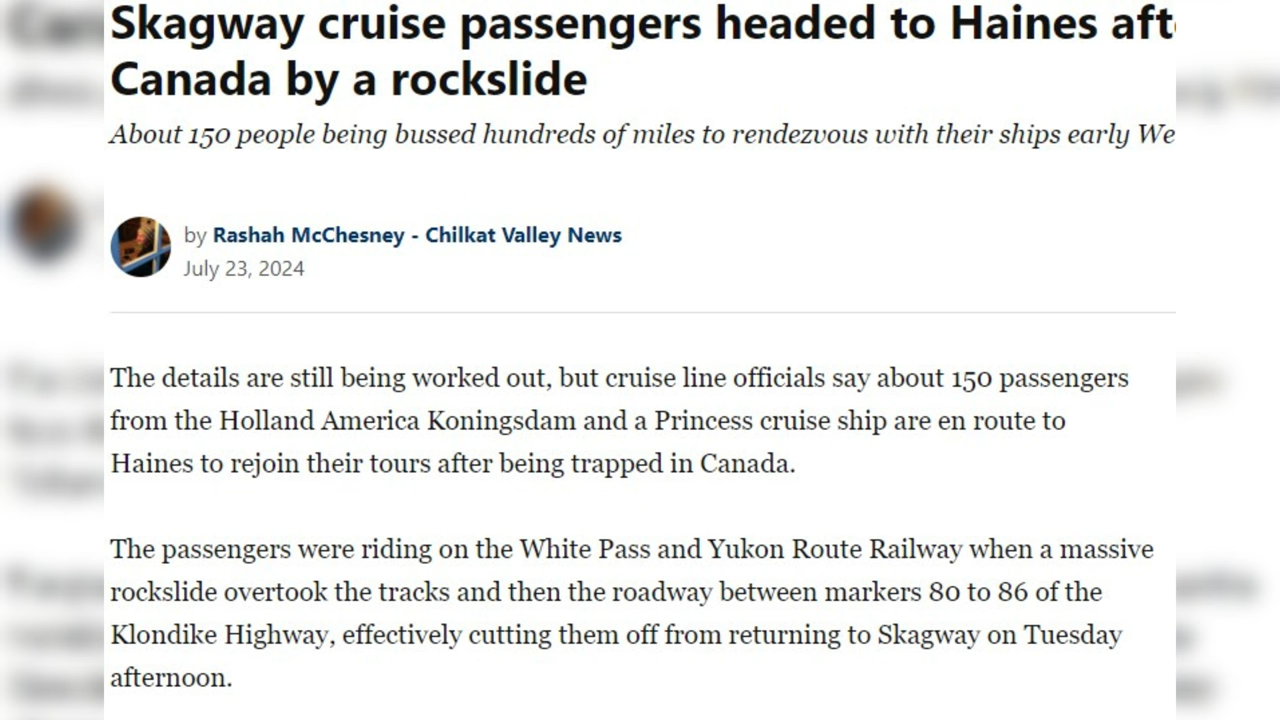 Skagway cruise passengers headed to Haines aft
Canada by a rockslide
About 150 people being bussed hundreds of miles to rendezvous with their ships early We
by Rashah McChesney - Chilkat Valley News
July 23, 2024
The details are still being worked out, but cruise line officials say about 150 passengers
from the Holland America Koningsdam and a Princess cruise ship are en route to
Haines to rejoin their tours after being trapped in Canada.
The passengers were riding on the White Pass and Yukon Route Railway when a massive
rockslide overtook the tracks and then the roadway between markers 80 to 86 of the
Klondike Highway, effectively cutting them off from returning to Skagway on Tuesday
afternoon.